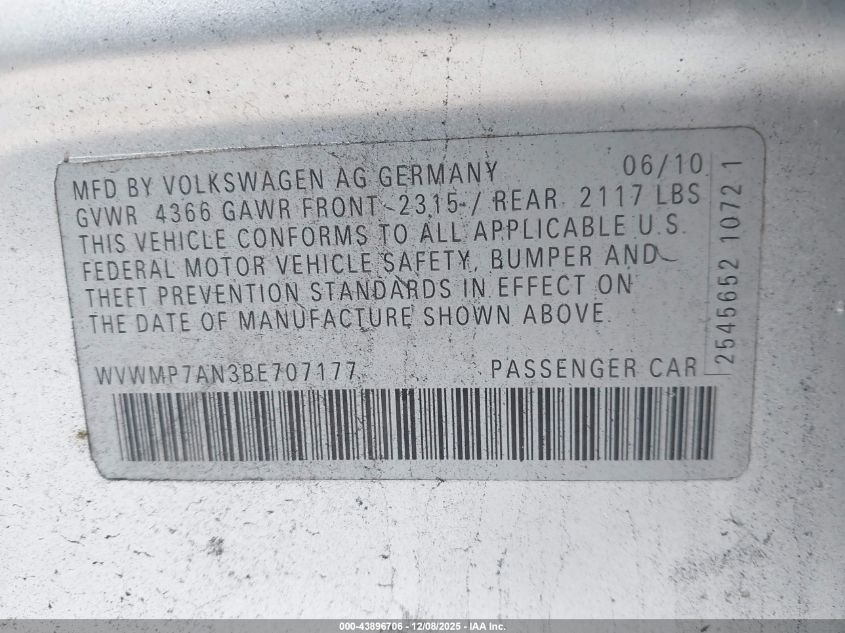 MFD BY VOLKSWAGEN AG GERMANY 06/10
GVWR 4366 GAWR FRONT 2315 / REAR 2117 LBS
THIS VEHICLE CONFORMS TO ALL APPLICABLE U.S.
FEDERAL MOTOR VEHICLE SAFETY, BUMPER AND
THEFT PREVENTION STANDARDS IN EFFECT ON
THE DATE OF MANUFACTURE SHOWN ABOVE.
WVWMP7AN3BE707177 PASSENGER CAR
2545652 10721
000-43896706 - 12/08/2025 - IAA Inc.